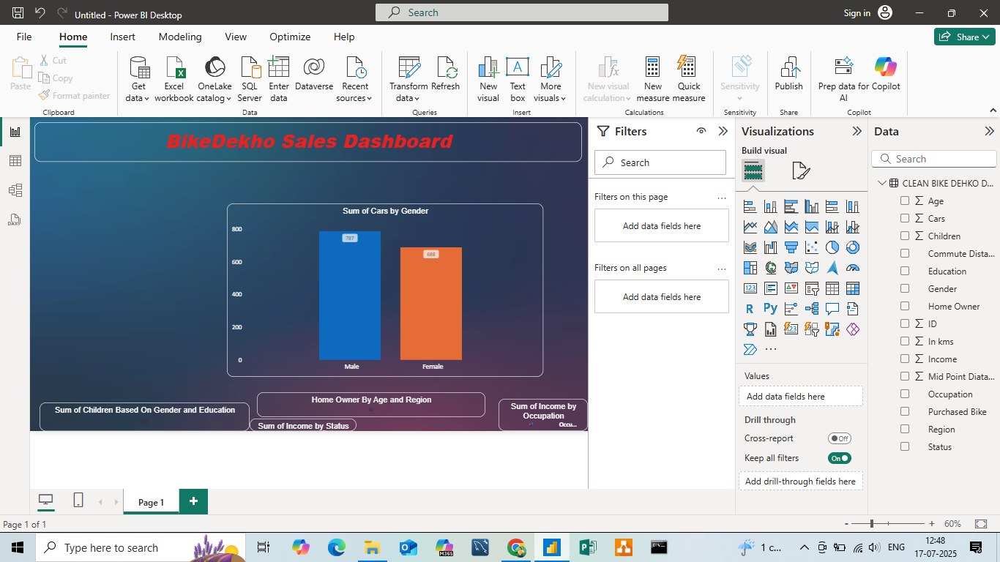 Untitled - Power BI Desktop
Search
Sign in
File
Home
Insert
Modeling
View
Optimize
Help
Share
Paste
Cut
Copy
Format painter
Clipboard
Get data
Excel workbook
OneLake catalog
SQL Server
Enter data
Dataverse
Recent sources
Data
Transform data
Refresh
Queries
New visual
Text box
More visuals
Insert
New visual calculation
New measure
Quick measure
Calculations
Sensitivity
Sensitivity
Publish
Share
Prep data for AI
Copilot
Copilot
BikeDekho Sales Dashboard
Sum of Cars by Gender
800
600
400
200
0
787
688
Male
Female
Sum of Children Based On Gender and Education
Home Owner By Age and Region
Sum of Income by Status
Sum of Income by Occupation
Occu...
Filters
Search
Filters on this page
...
Add data fields here
Filters on all pages
...
Add data fields here
Visualizations
Build visual
123
R
Py
123
...
Values
Add data fields here
Drill through
Cross-report
Off
Keep all filters
On
Add drill-through fields here
Data
Search
CLEAN BIKE DEHKO D...
Age
Cars
Children
Commute Dista...
Education
Gender
Home Owner
ID
In kms
Income
Mid Point Diata...
Occupation
Purchased Bike
Region
Status
Page 1
Page 1 of 1
- + 60%
Type here to search
M365
1 c...
ENG
12:48
17-07-2025